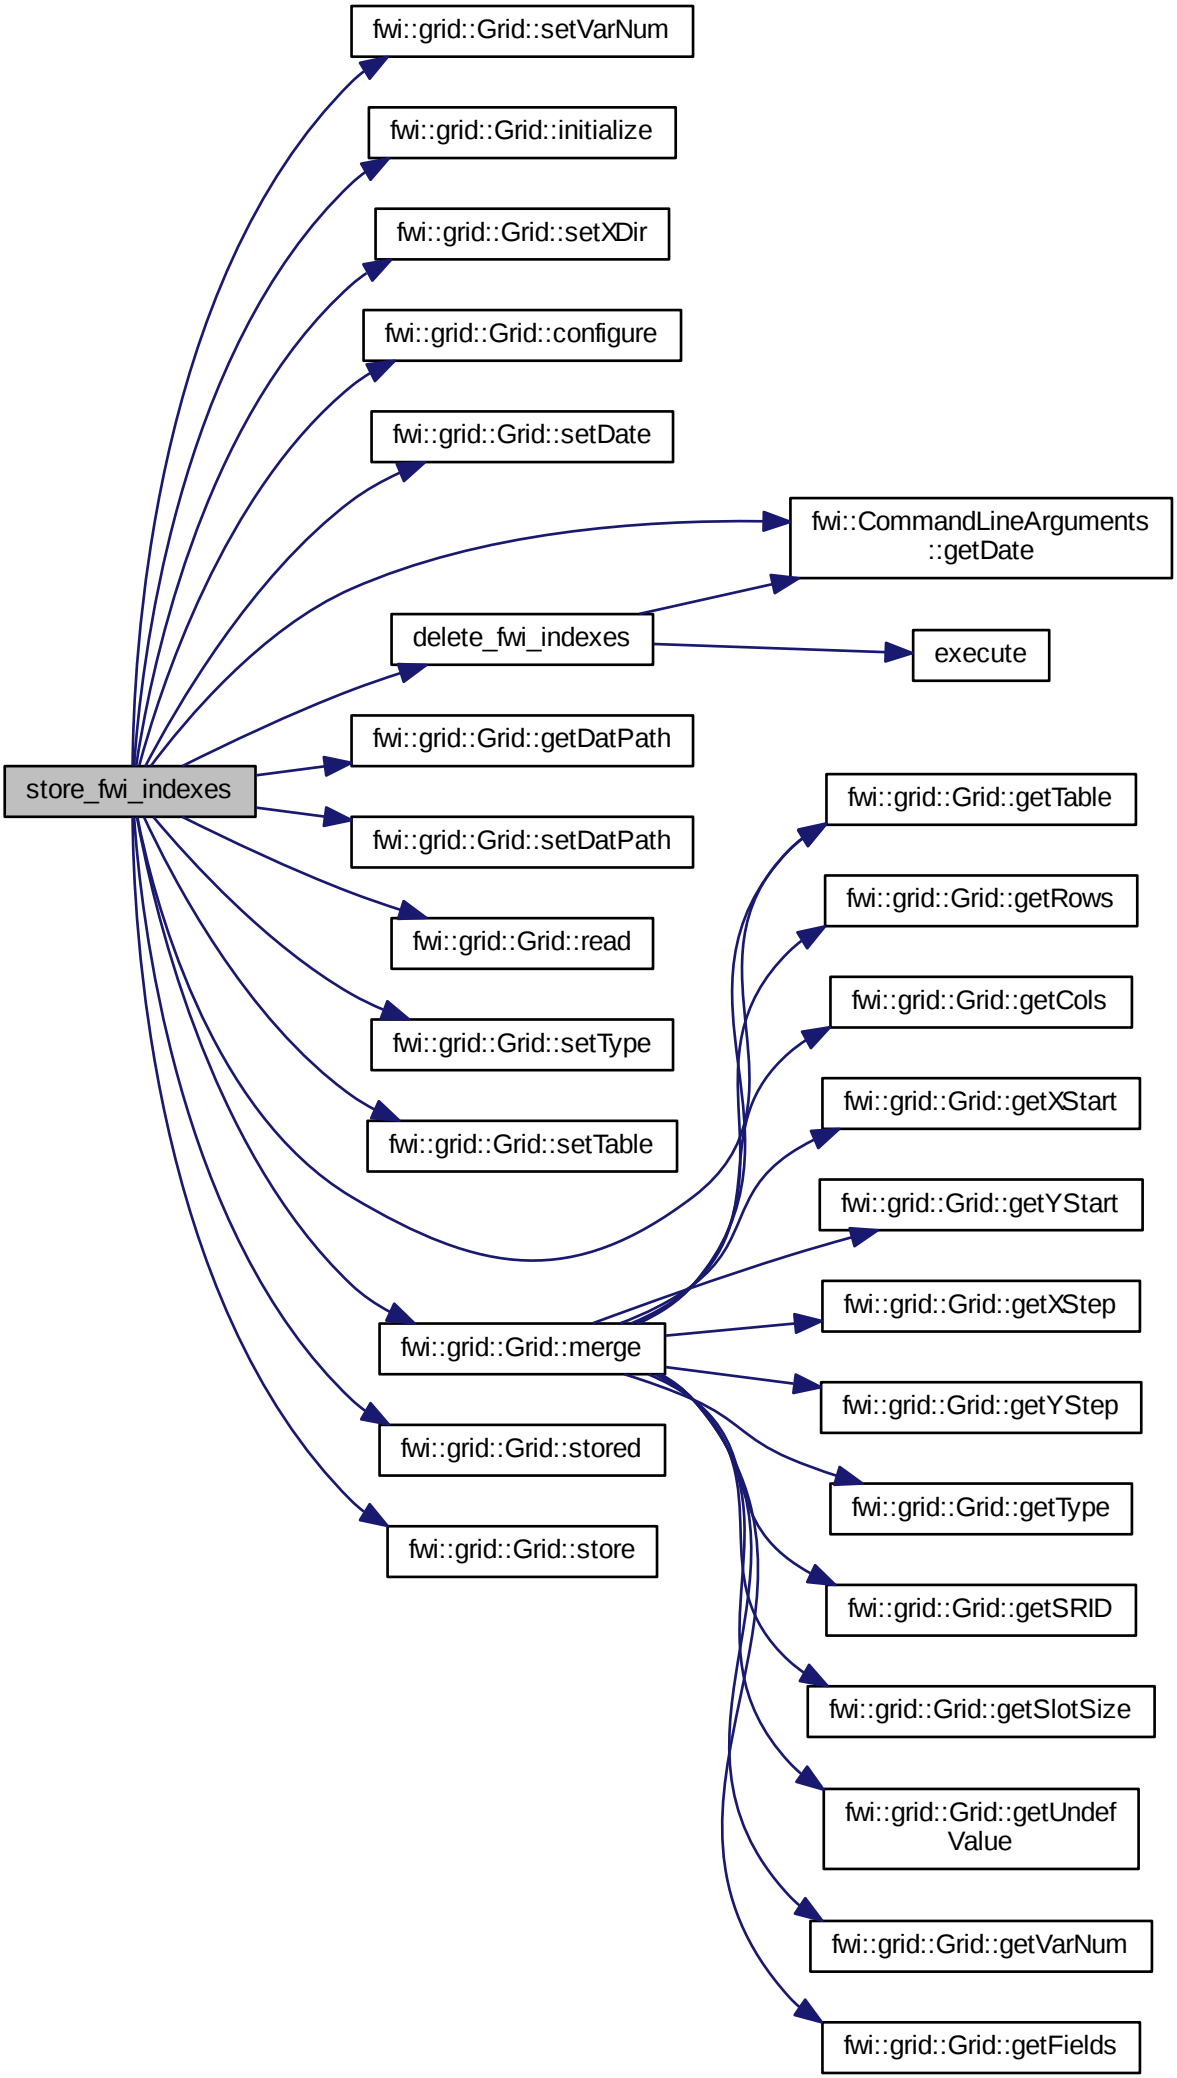 fwi::grid::Grid::setVarNum
fwi::grid::Grid::initialize
fwi::grid::Grid::setXDir
fwi::grid::Grid::configure
fwi::grid::Grid::setDate
fwi::CommandLineArguments
::getDate
delete_fwi_indexes
execute
fwi::grid::Grid::getDatPath
store_fwi_indexes
fwi::grid::Grid::getTable
fwi::grid::Grid::setDatPath
fwi::grid::Grid::getRows
fwi::grid::Grid::read
fwi::grid::Grid::getCols
fwi::grid::Grid::setType
fwi::grid::Grid::getXStart
fwi::grid::Grid::setTable
fwi::grid::Grid::getYStart
fwi::grid::Grid::getXStep
fwi::grid::Grid::merge
fwi::grid::Grid::getYStep
fwi::grid::Grid::stored
fwi::grid::Grid::getType
fwi::grid::Grid::store
fwi::grid::Grid::getSRID
fwi::grid::Grid::getSlotSize
fwi::grid::Grid::getUndef
Value
fwi::grid::Grid::getVarNum
fwi::grid::Grid::getFields